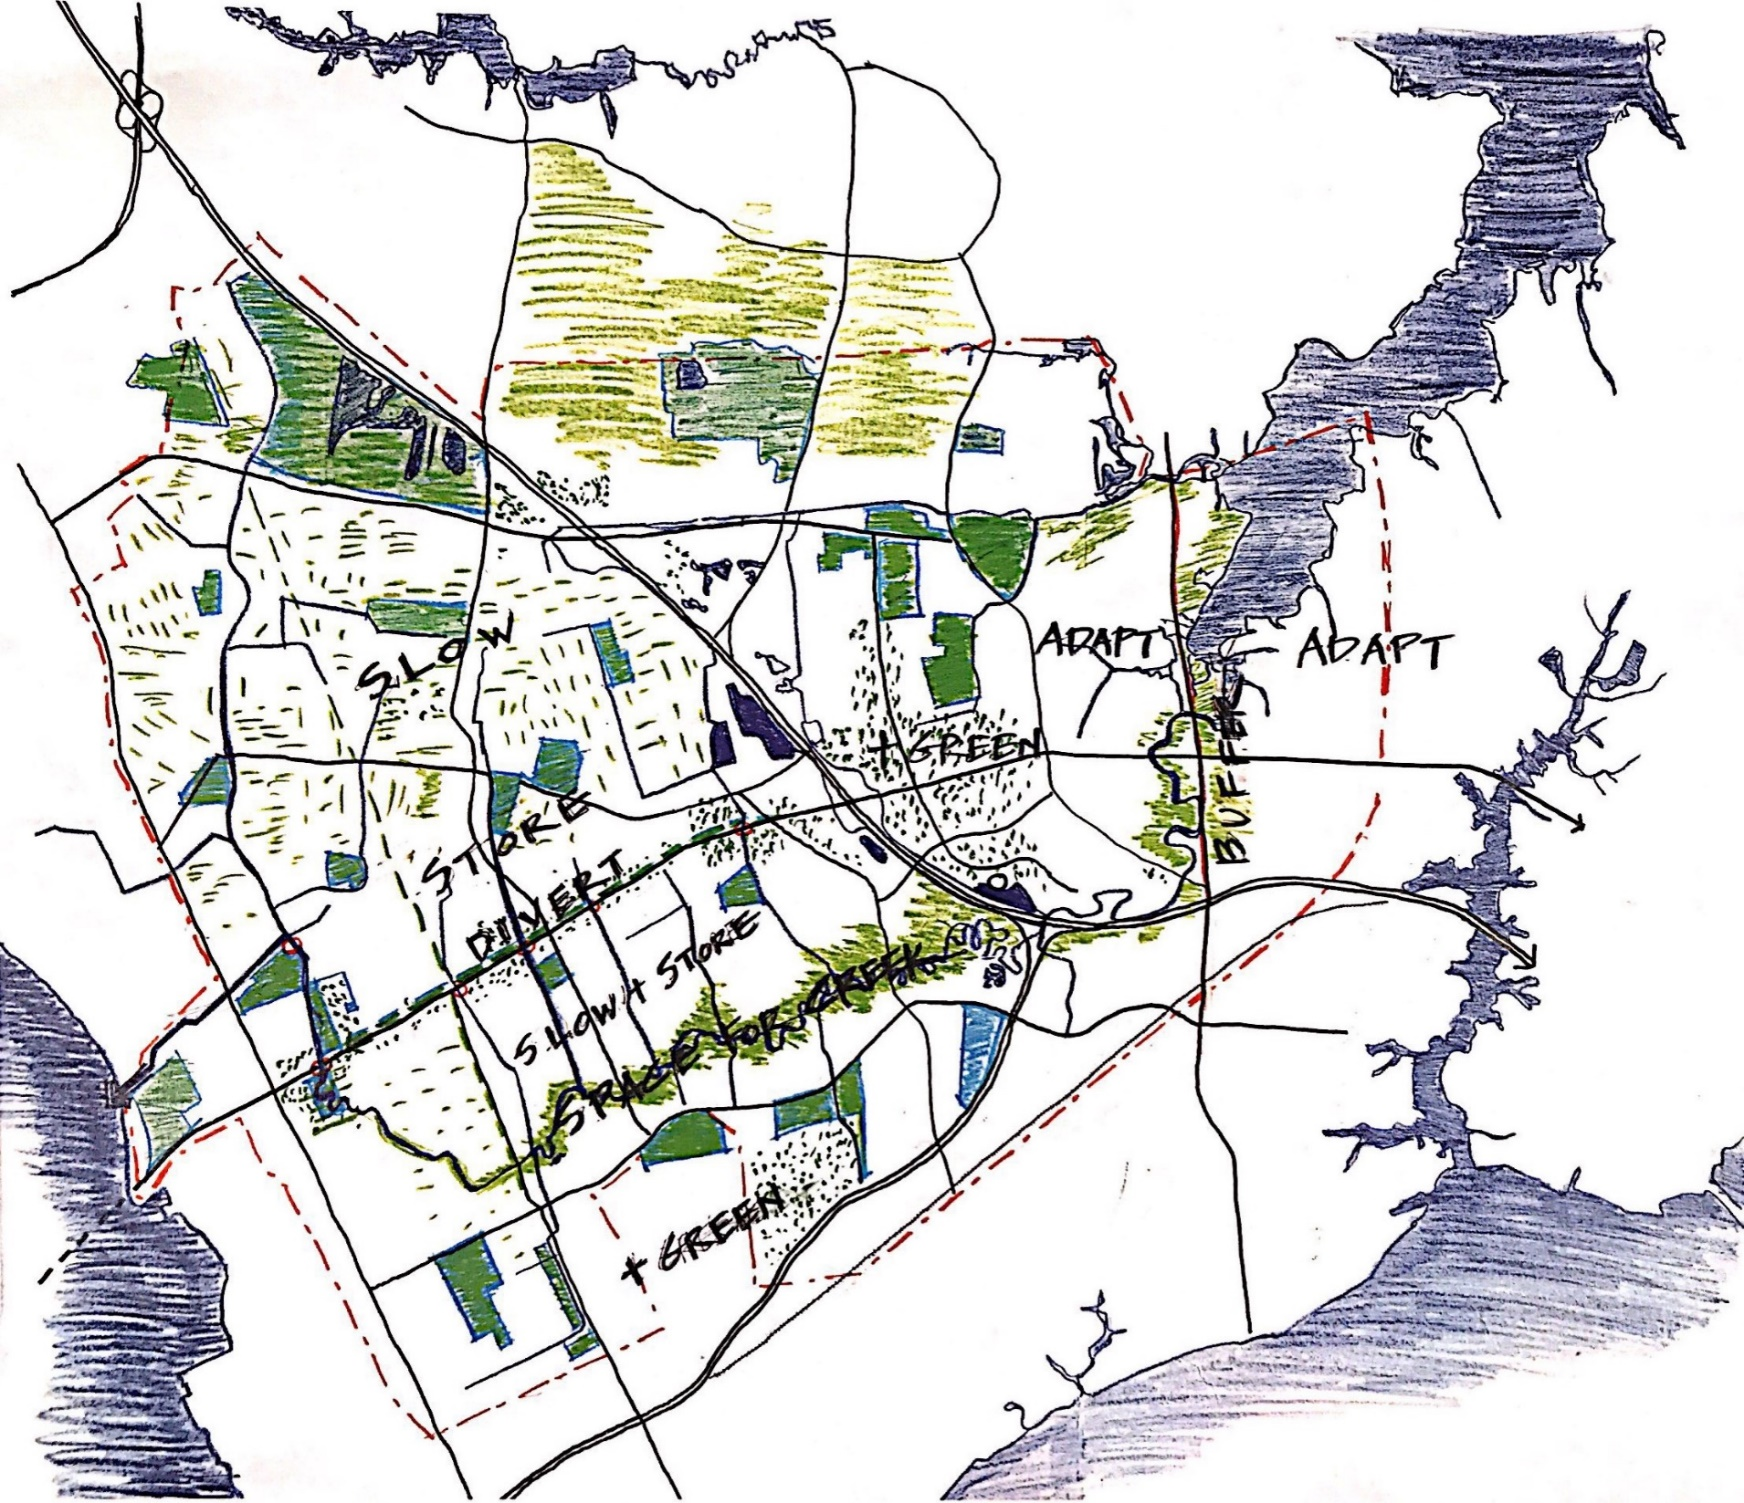 SLOW
ADAPT
ADAPT
+ GREEN
BUFFER
STORE
DIVERT
SLOW + STORE
SPACE FOR CREEK
+ GREEN